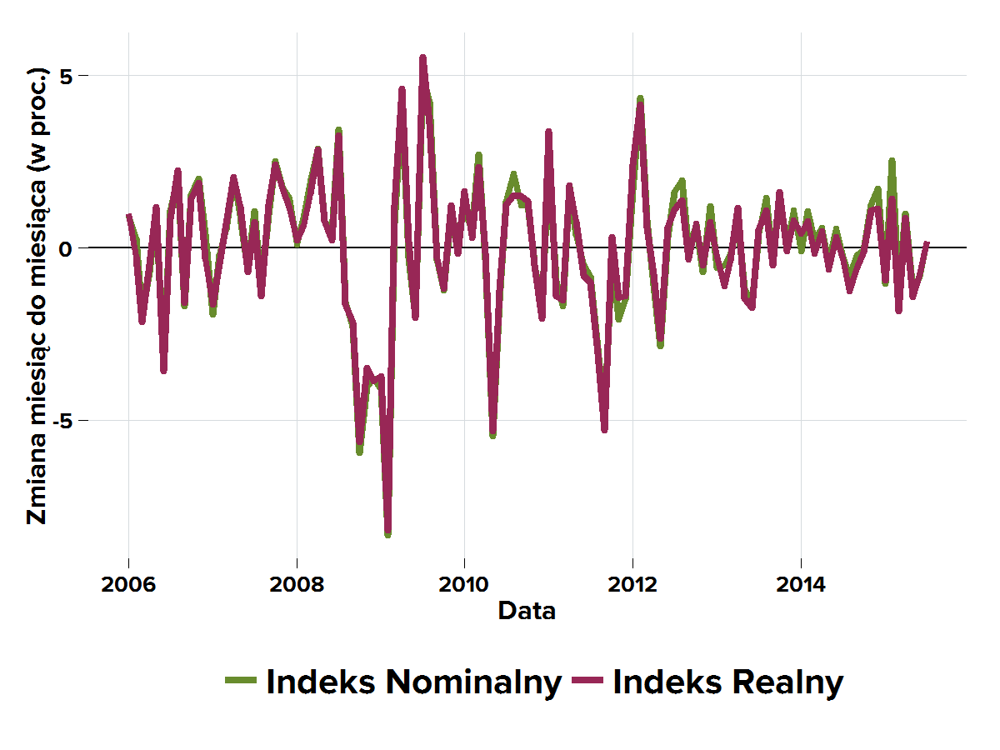 Zmiana miesiąc do miesiąca (w proc.)
5
0
-5
2006 2008 2010 2012 2014
Data
Indeks Nominalny Indeks Realny